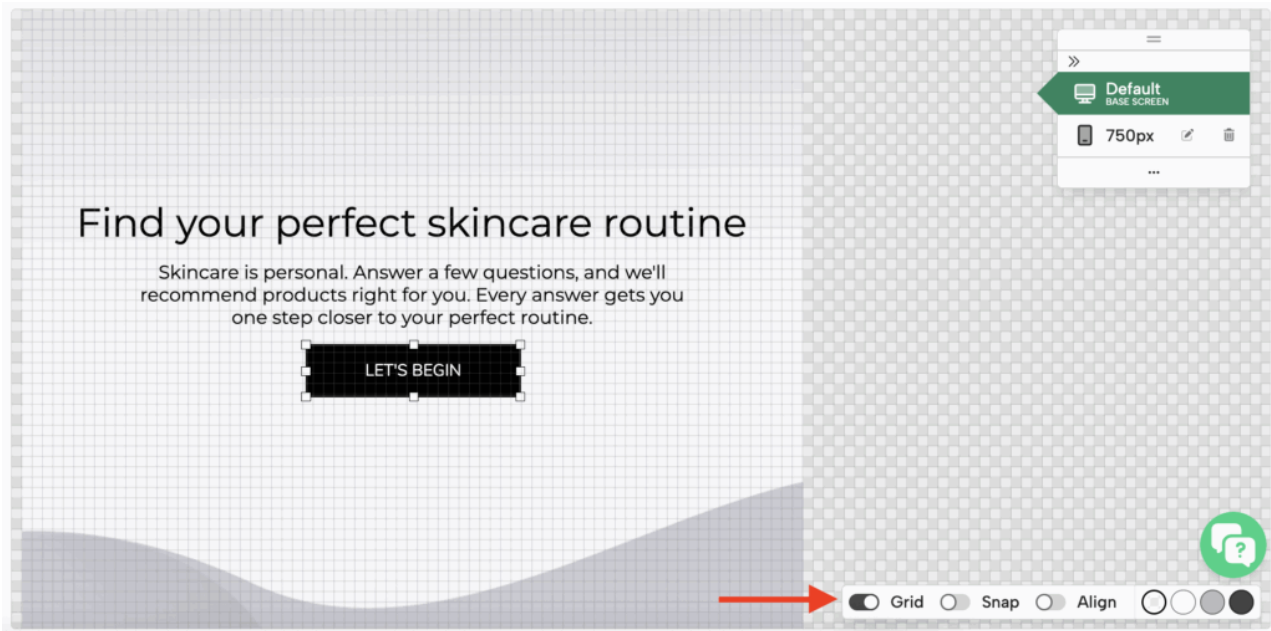 Default
BASE SCREEN
750px
...
Find your perfect skincare routine
Skincare is personal. Answer a few questions, and we'll
recommend products right for you. Every answer gets you
one step closer to your perfect routine.
LET'S BEGIN
?
Grid Snap Align